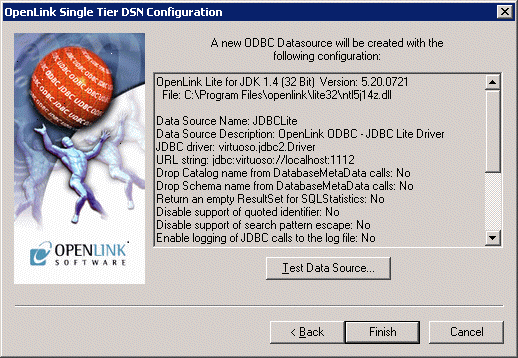 OpenLink Single Tier DSN Configuration
A new ODBC Datasource will be created with the
following configuration:
OpenLink Lite for JDK 1.4 (32 Bit)  Version: 5.20.0721
File: C:\Program Files\openlink\lite32\ntl5j14z.dll
Data Source Name: JDBCLite
Data Source Description: OpenLink ODBC - JDBC Lite Driver
JDBC driver: virtuoso.jdbc2.Driver
URL string: jdbc:virtuoso://localhost:1112
Drop Catalog name from DatabaseMetaData calls: No
Drop Schema name from DatabaseMetaData calls: No
Return an empty ResultSet for SQLStatistics: No
Disable support of quoted identifier: No
Disable support of search pattern escape: No
Enable logging of JDBC calls to the log file: No
OPENLINK
SOFTWARE
Test Data Source...
< Back
Finish
Cancel